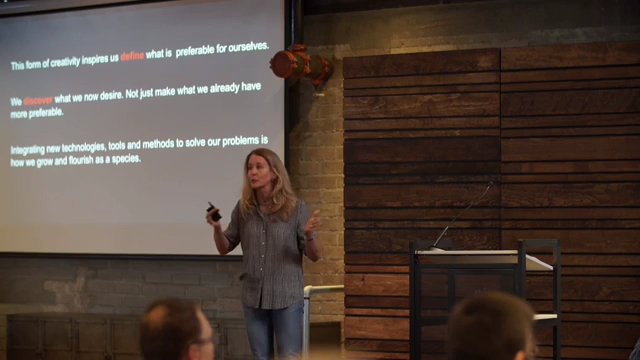 This form of creativity inspires us define what is preferable for ourselves.
We discover what we now desire. Not just make what we already have
more preferable.
Integrating new technologies, tools and methods to solve our problems is
how we grow and flourish as a species.